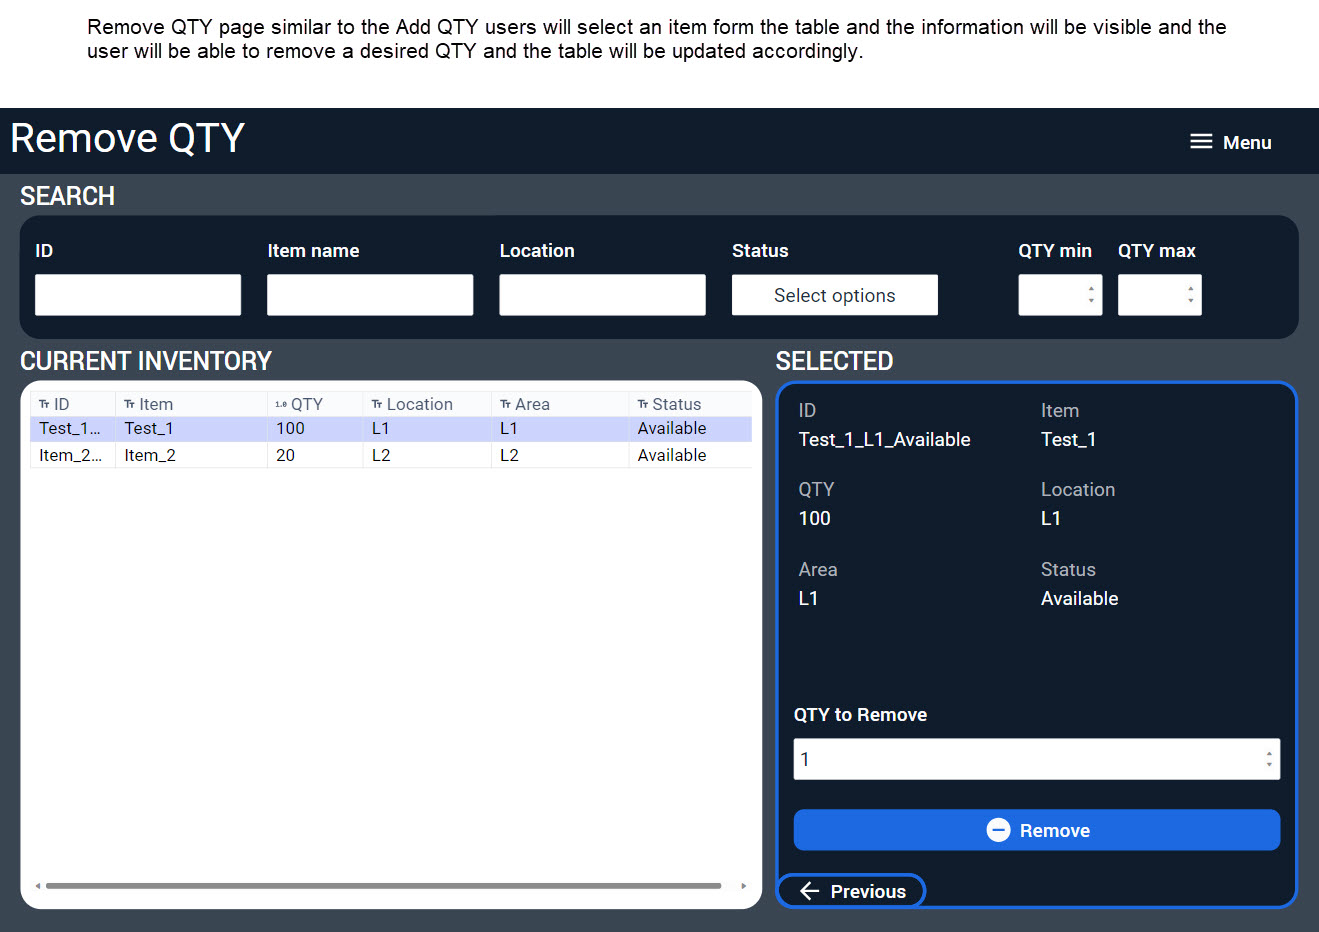 Remove QTY page similar to the Add QTY users will select an item form the table and the information will be visible and the
user will be able to remove a desired QTY and the table will be updated accordingly.
Remove QTY
Menu
SEARCH
ID Item name Location Status QTY min QTY max
Select options
CURRENT INVENTORY
Tr ID Tr Item 1.0 QTY Tr Location Tr Area Tr Status
Test_1... Test_1 100 L1 L1 Available
Item_2... Item_2 20 L2 L2 Available
SELECTED
ID Item
Test_1_L1_Available Test_1
QTY Location
100 L1
Area Status
L1 Available
QTY to Remove
1
Remove
Previous